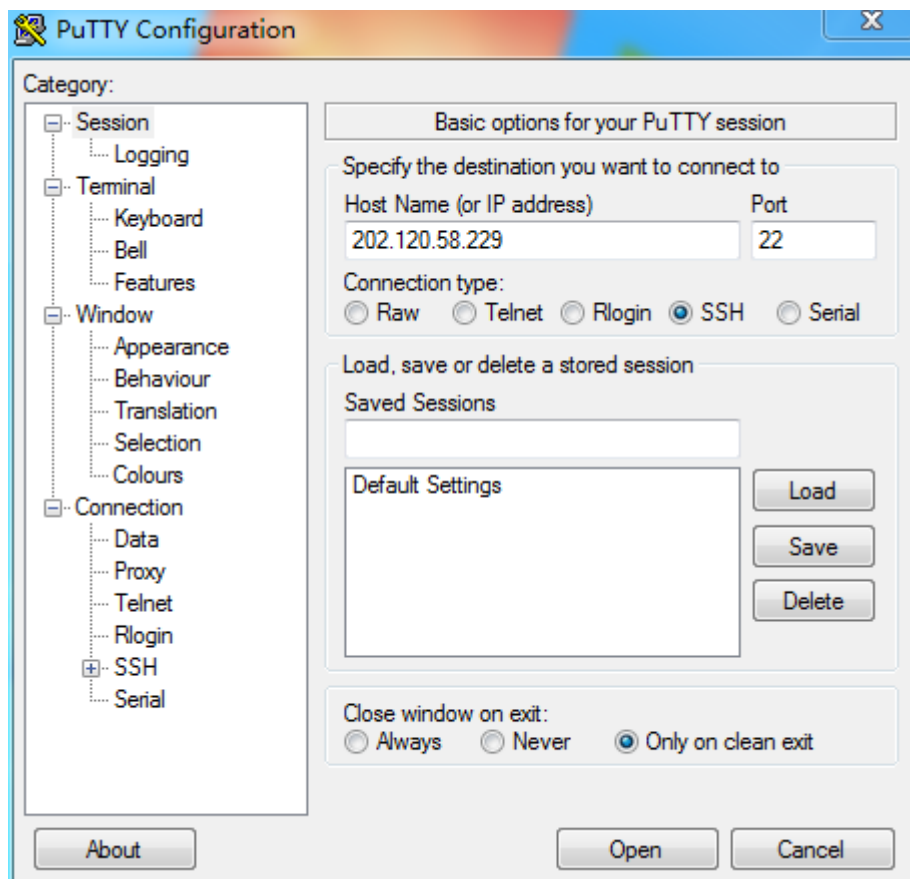 PuTTY Configuration
Category:
Session
Logging
Terminal
Keyboard
Bell
Features
Window
Appearance
Behaviour
Translation
Selection
Colours
Connection
Data
Proxy
Telnet
Rlogin
SSH
Serial
Basic options for your PuTTY session
Specify the destination you want to connect to
Host Name (or IP address) Port
202.120.58.229 22
Connection type:
Raw Telnet Rlogin SSH Serial
Load, save or delete a stored session
Saved Sessions
Default Settings
Load
Save
Delete
Close window on exit:
Always Never Only on clean exit
About Open Cancel